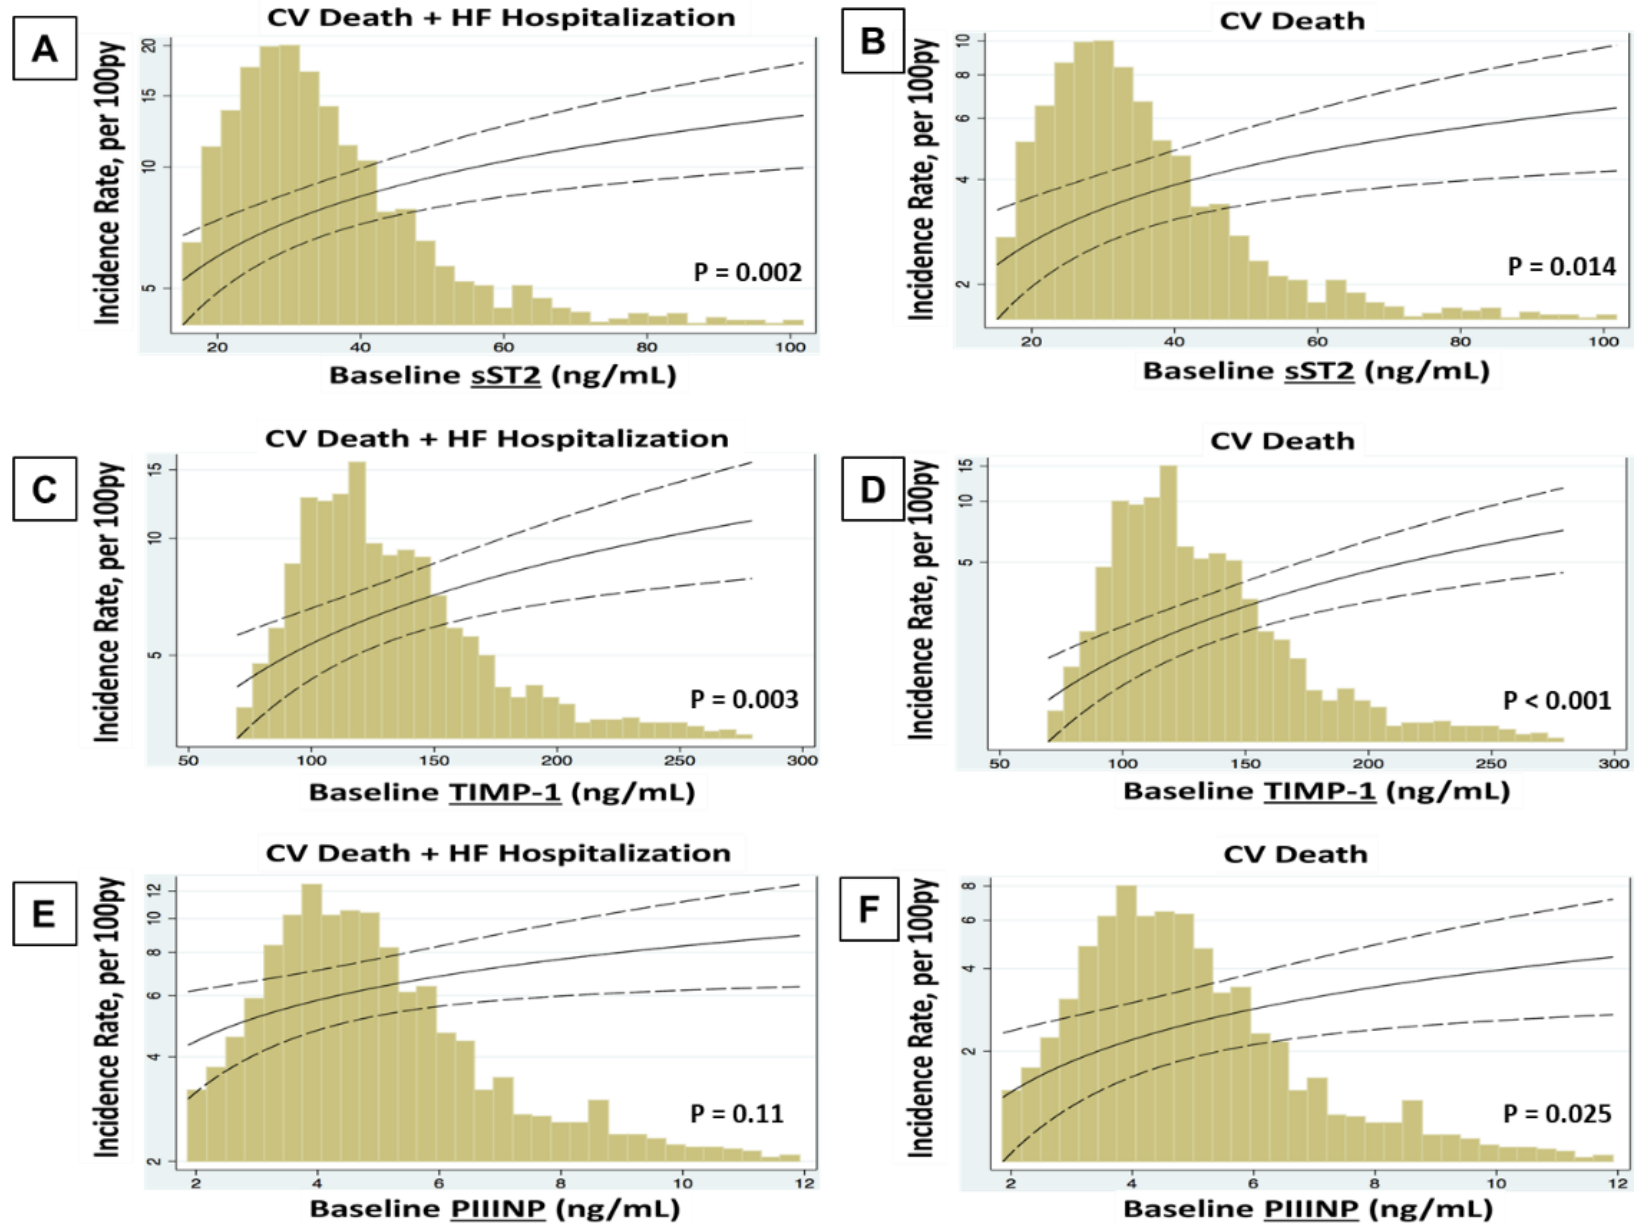 A
CV Death + HF Hospitalization
Incidence Rate, per 100py
20
15
10
5
P = 0.002
20 40 60 80 100
Baseline sST2 (ng/mL)
B
CV Death
Incidence Rate, per 100py
10
8
6
4
2
P = 0.014
20 40 60 80 100
Baseline sST2 (ng/mL)
C
CV Death + HF Hospitalization
Incidence Rate, per 100py
15
10
5
P = 0.003
50 100 150 200 250 300
Baseline TIMP-1 (ng/mL)
D
CV Death
Incidence Rate, per 100py
15
10
5
P < 0.001
50 100 150 200 250 300
Baseline TIMP-1 (ng/mL)
E
CV Death + HF Hospitalization
Incidence Rate, per 100py
12
10
8
6
4
2
P = 0.11
2 4 6 8 10 12
Baseline PIIINP (ng/mL)
F
CV Death
Incidence Rate, per 100py
8
6
4
2
P = 0.025
2 4 6 8 10 12
Baseline PIIINP (ng/mL)